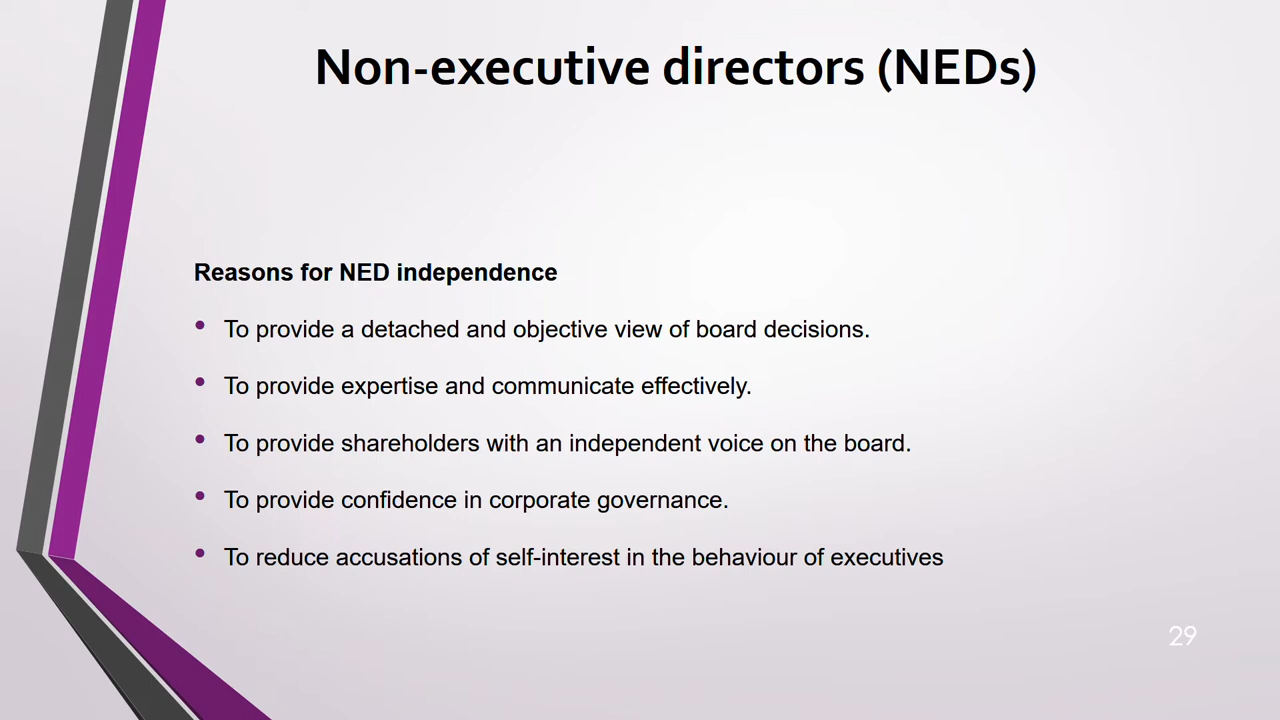 Non-executive directors (NEDs)
Reasons for NED independence
• To provide a detached and objective view of board decisions.
• To provide expertise and communicate effectively.
• To provide shareholders with an independent voice on the board.
• To provide confidence in corporate governance.
• To reduce accusations of self-interest in the behaviour of executives
29